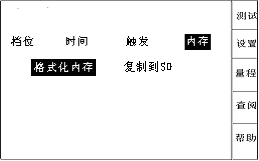 档位 时间 触发 内存
格式化内存 复制到SD
测试
设置
量程
查阅
帮助